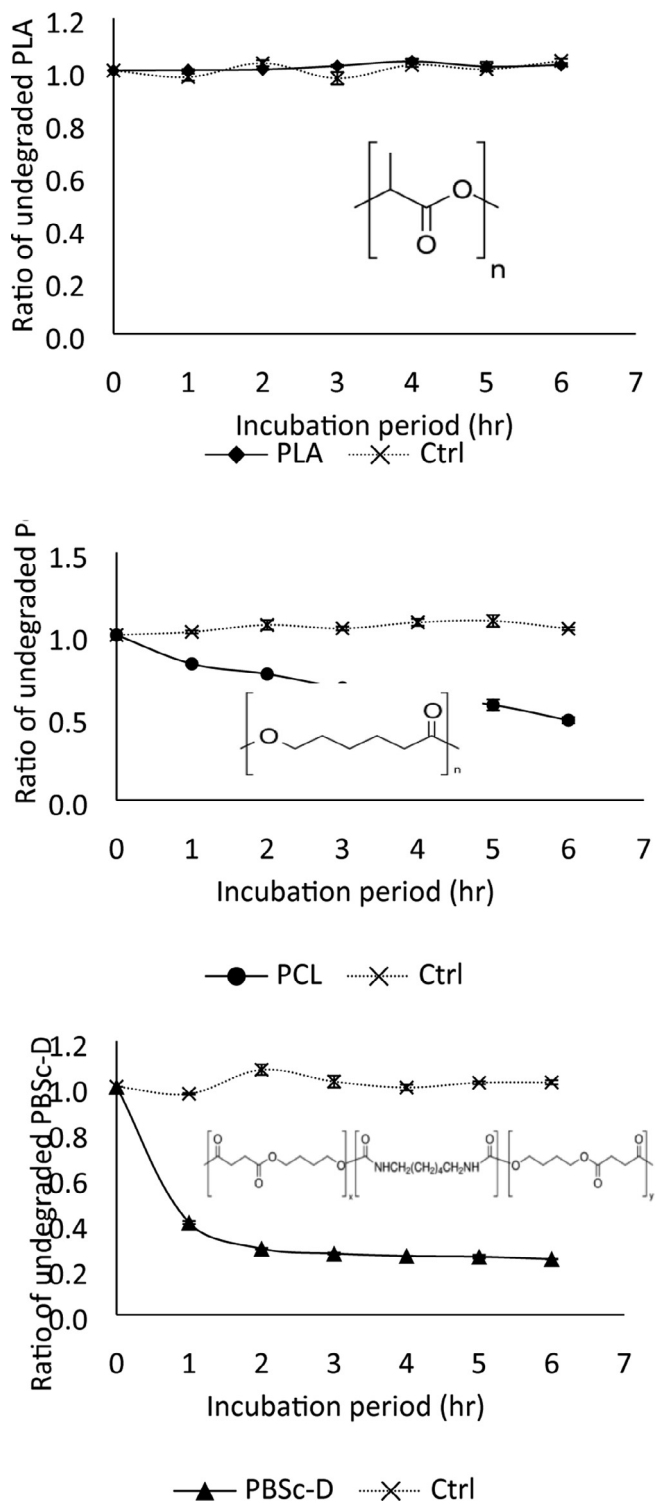 Ratio of undegraded PLA
1.2
1.0
0.8
0.6
0.4
0.2
0.0
O
O
n
0 1 2 3 4 5 6 7
Incubation period (hr)
PLA Ctrl
Ratio of undegraded P
1.5
1.0
0.5
0.0
O
O
n
0 1 2 3 4 5 6 7
Incubation period (hr)
PCL Ctrl
Ratio of undegraded PBSc-D
1.2
1.0
0.8
0.6
0.4
0.2
0.0
O O O O
O O NHCH₂(CH₂)₄CH₂NH O O
O O
x y
0 1 2 3 4 5 6 7
Incubation period (hr)
PBSc-D Ctrl